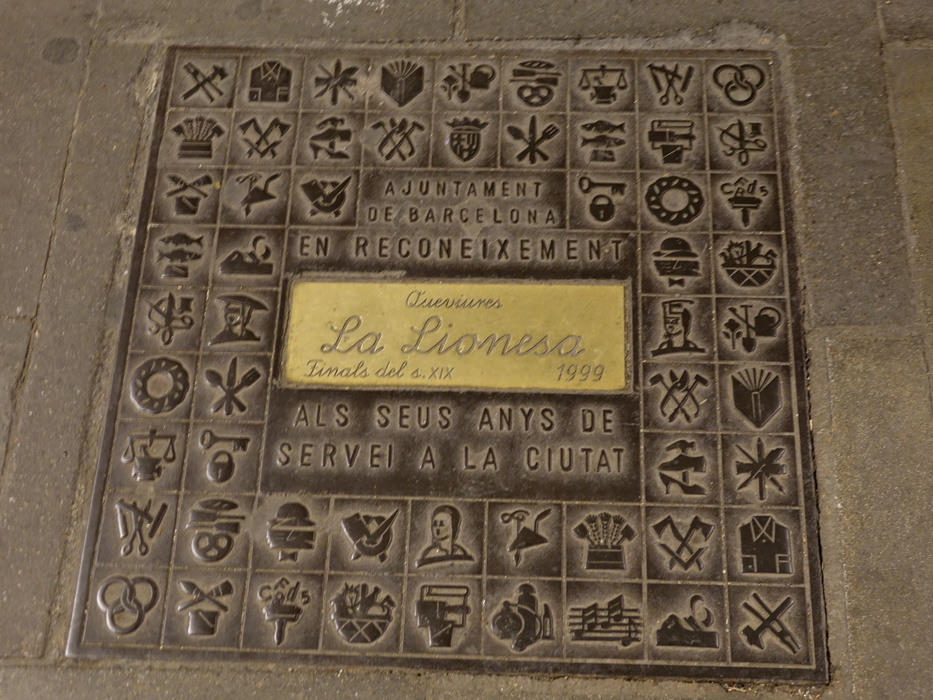 AJUNTAMENT
DE BARCELONA
EN RECONEIXEMENT
Queviures
La Lionesa
Finals del s.XIX 1999
ALS SEUS ANYS DE
SERVEI A LA CIUTAT